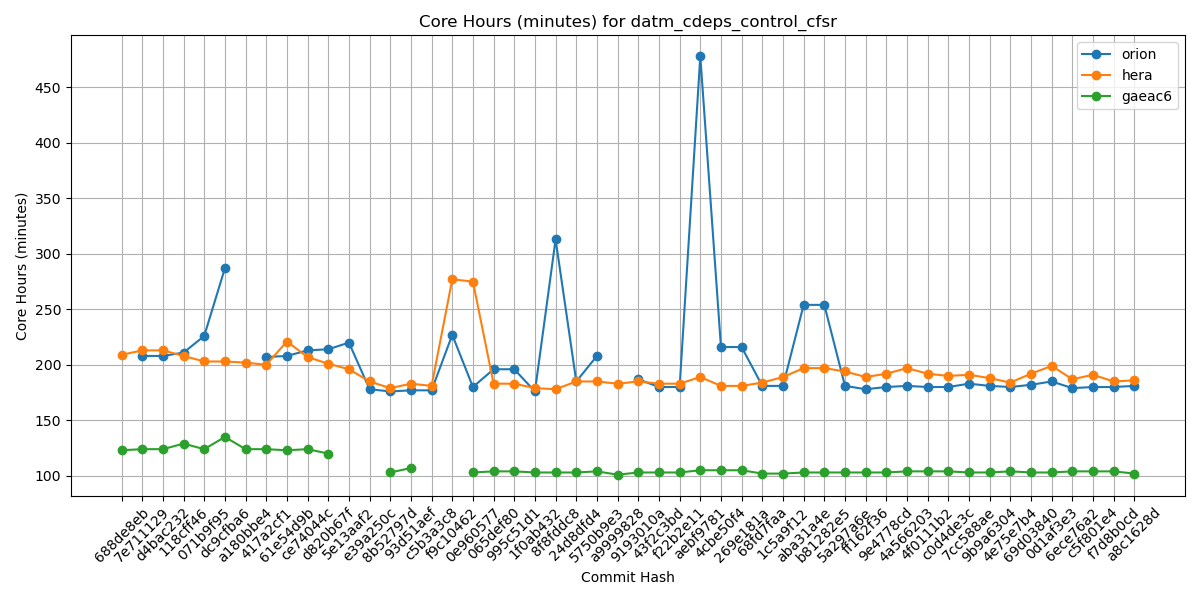 Core Hours (minutes) for datm_cdeps_control_cfsr
orion
hera
gaeac6
Core Hours (minutes)
450
400
350
300
250
200
150
100
688de8eb
7e711129
d4bac232
118cff46
071b9f95
dc9cfba6
a180bbe4
417a2cf1
61e54d9b
ce74044c
d820b67f
5e13aaf2
e39a250c
8b52797d
93d51aef
c5b3a3c8
f9c10462
0e960577
065def80
995c51d1
1f0ab432
8f8fddc8
24d8dfd4
5750b9e3
a9999828
9193010a
43f253bd
f22b2e11
aebf9781
4cbe50f4
269e181a
68fd7faa
1c5a9f12
aba31a4e
b81282e5
5a297a6e
ff162f36
9e4778cd
4a566203
4f011b2
c0d4de3c
7cc588ae
9b9a6304
4e75e7b4
69d03840
0d1af3e3
6ece76a2
c5f801e4
f7d8b0cd
a8c1628d
Commit Hash